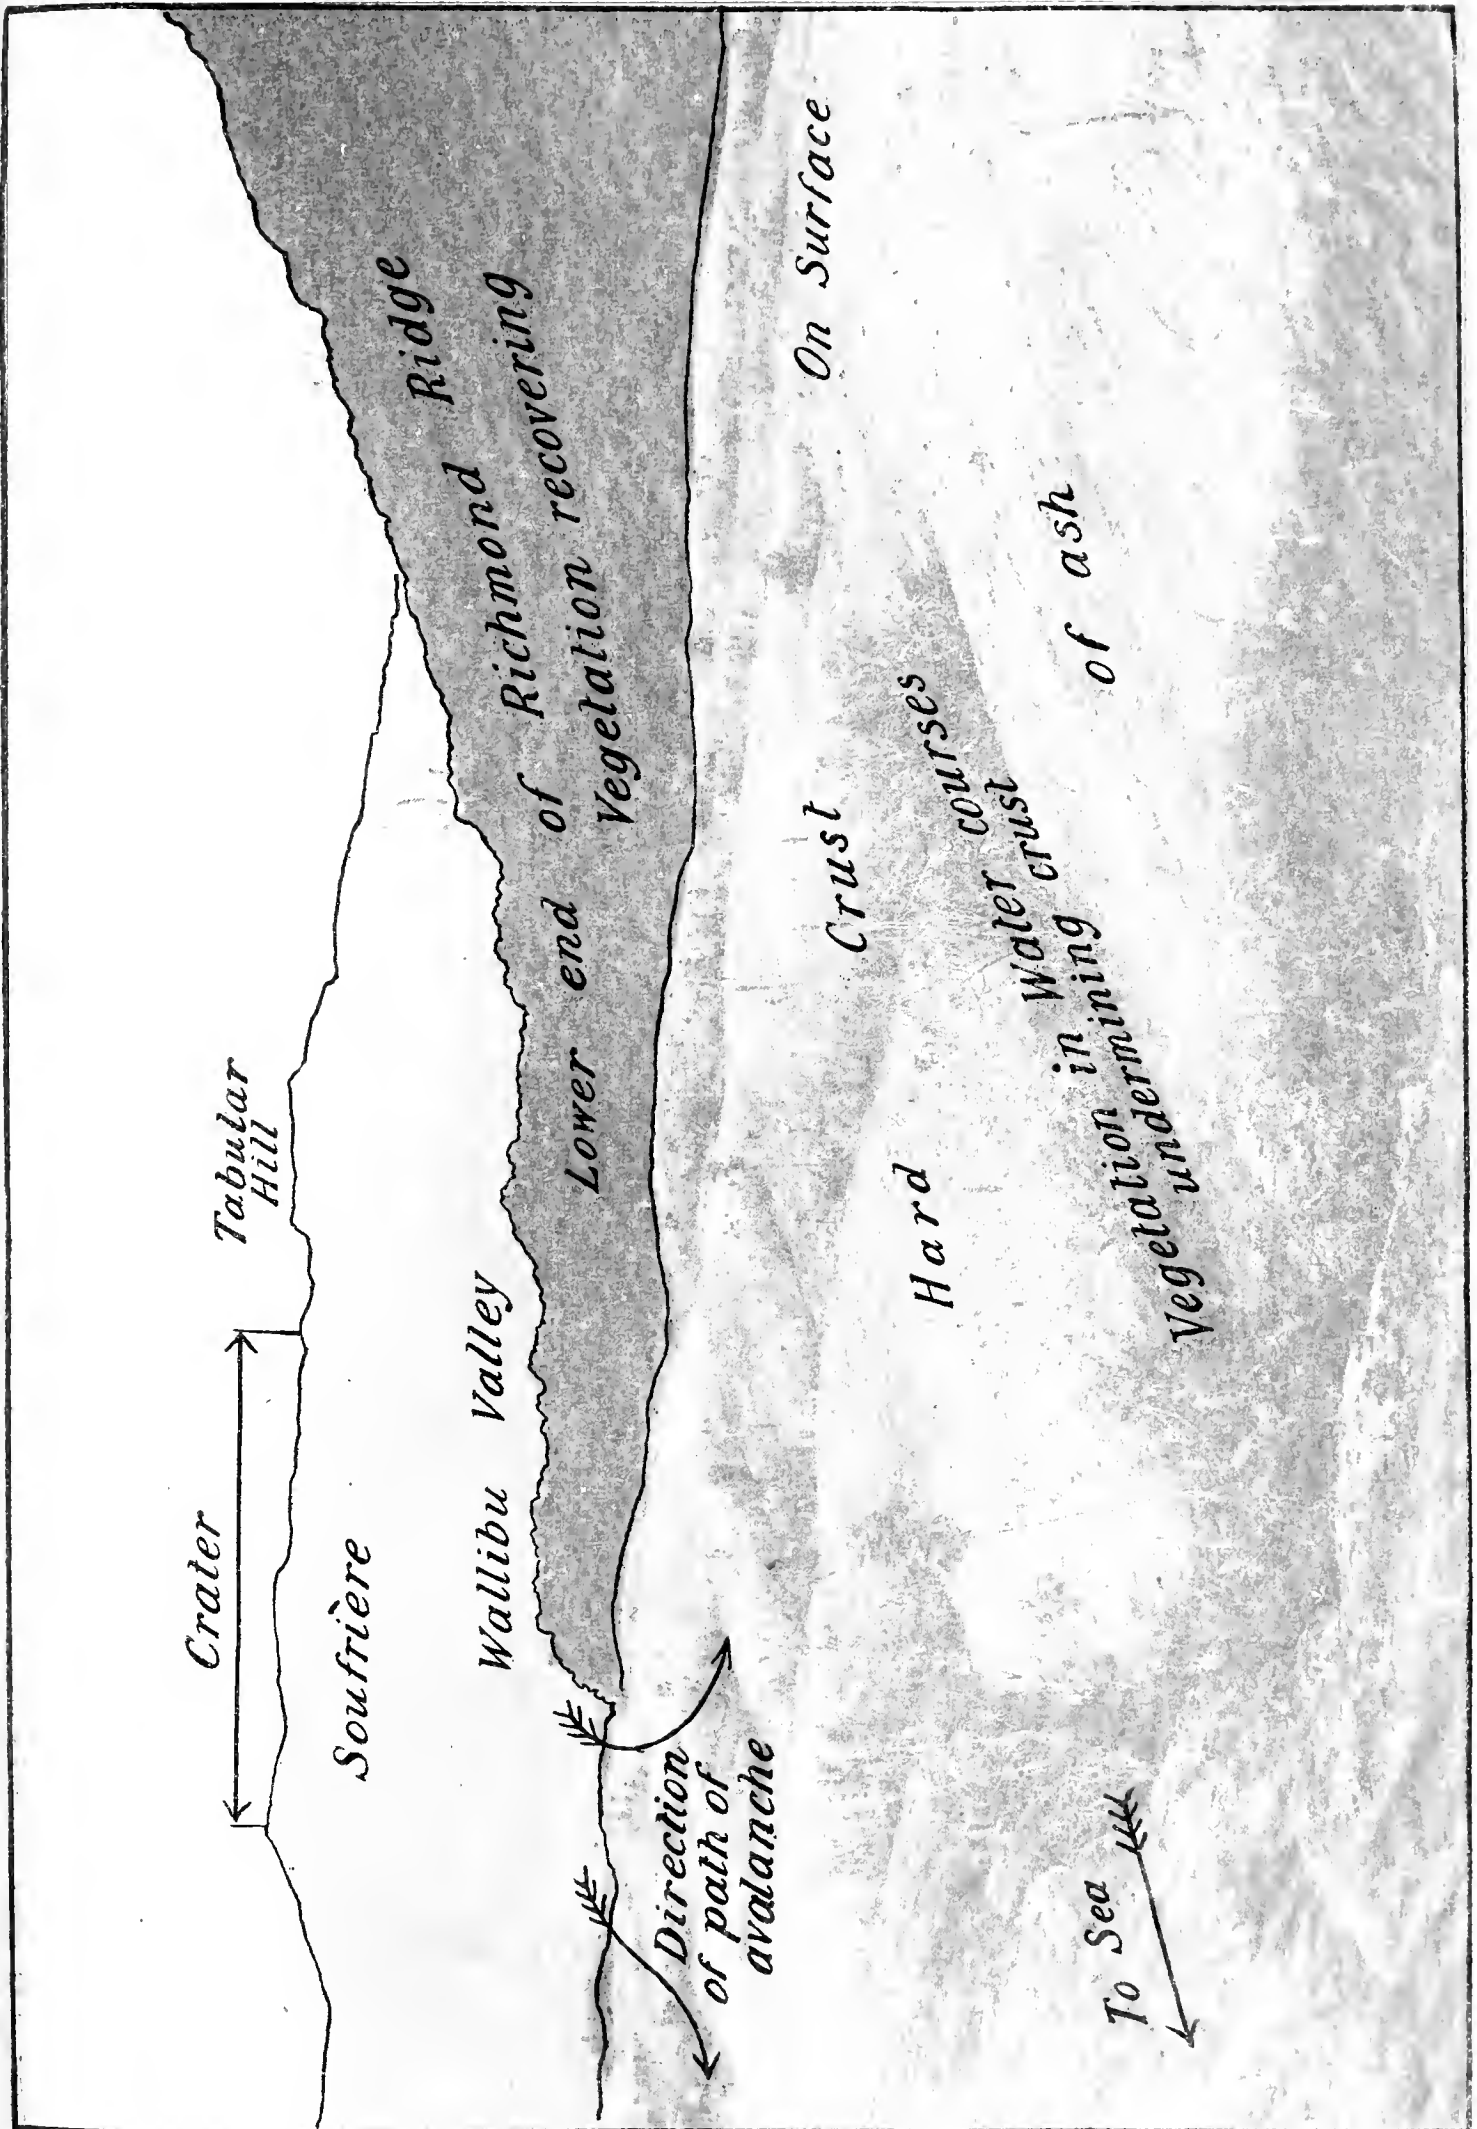 Crater
Tabular
Hill
Soufrière
Wallibu Valley
Lower end of Richmond Ridge
Vegetation recovering
Direction
of path of
avalanche
Hard Crust On Surface
of ash
Vegetation in Water courses
undermining crust
To Sea